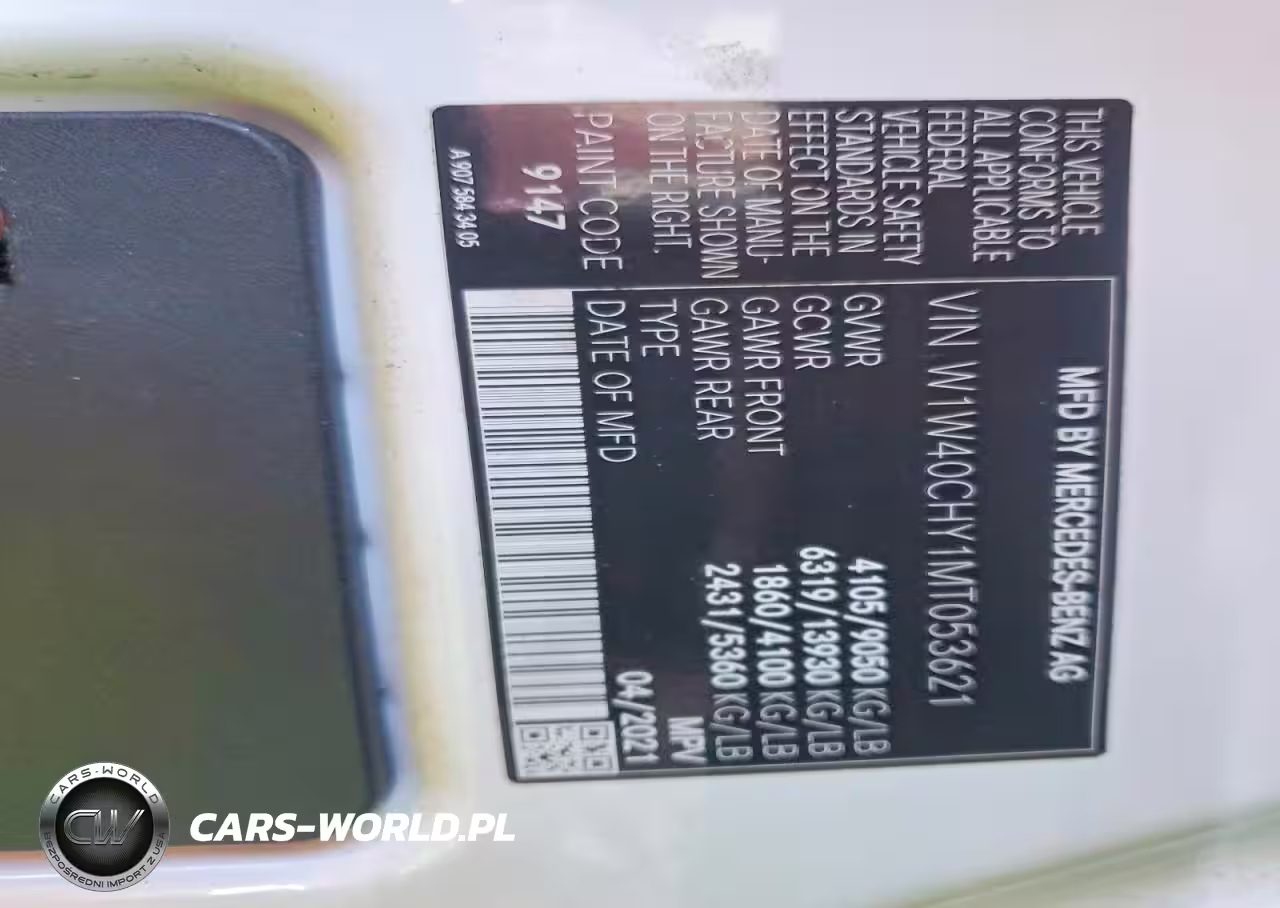 THIS VEHICLE
CONFORMS TO
ALL APPLICABLE
FEDERAL
VEHICLE SAFETY
STANDARDS IN
EFFECT ON THE
DATE OF MANU-
FACTURE SHOWN
ON THE RIGHT.
PAINT CODE
9147
A 907 584 34 05
MFD BY MERCEDES-BENZ AG
VIN W1W40CHY1MT053621
GVWR 4105/9050 KG/LB
GCWR 6319/13930 KG/LB
GAWR FRONT 1860/4100 KG/LB
GAWR REAR 2431/5360 KG/LB
TYPE MPV
DATE OF MFD 04/2021
CARS-WORLD
CW
BEZPOŚREDNI IMPORT Z USA
CARS-WORLD.PL